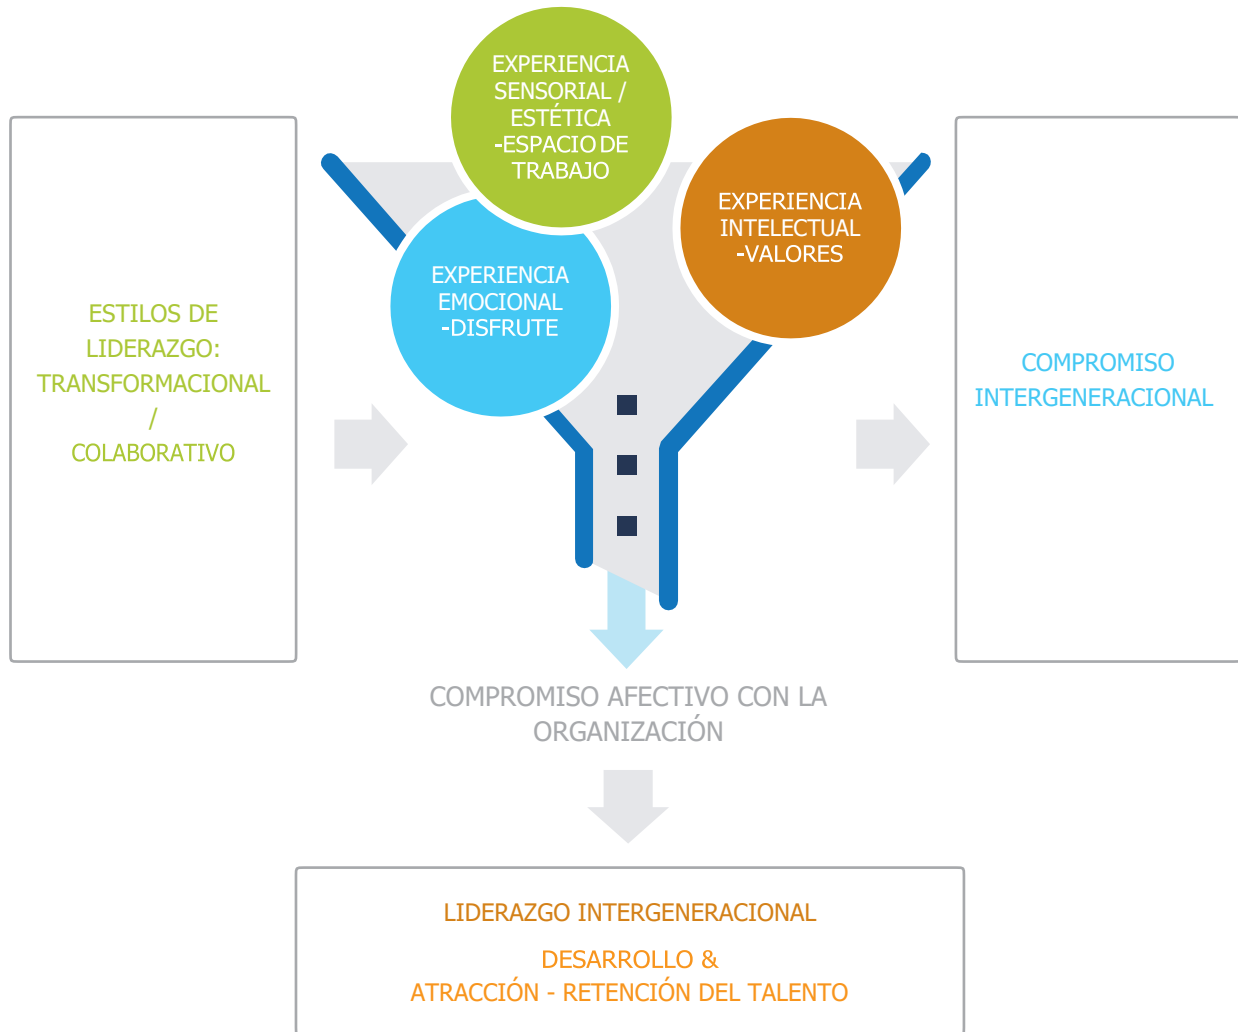 EXPERIENCIA
SENSORIAL /
ESTÉTICA
-ESPACIO DE
TRABAJO
EXPERIENCIA
INTELECTUAL
-VALORES
EXPERIENCIA
EMOCIONAL
-DISFRUTE
ESTILOS DE
LIDERAZGO:
TRANSFORMACIONAL
/
COLABORATIVO
COMPROMISO
INTERGENERACIONAL
COMPROMISO AFECTIVO CON LA
ORGANIZACIÓN
LIDERAZGO INTERGENERACIONAL
DESARROLLO &
ATRACCIÓN - RETENCIÓN DEL TALENTO